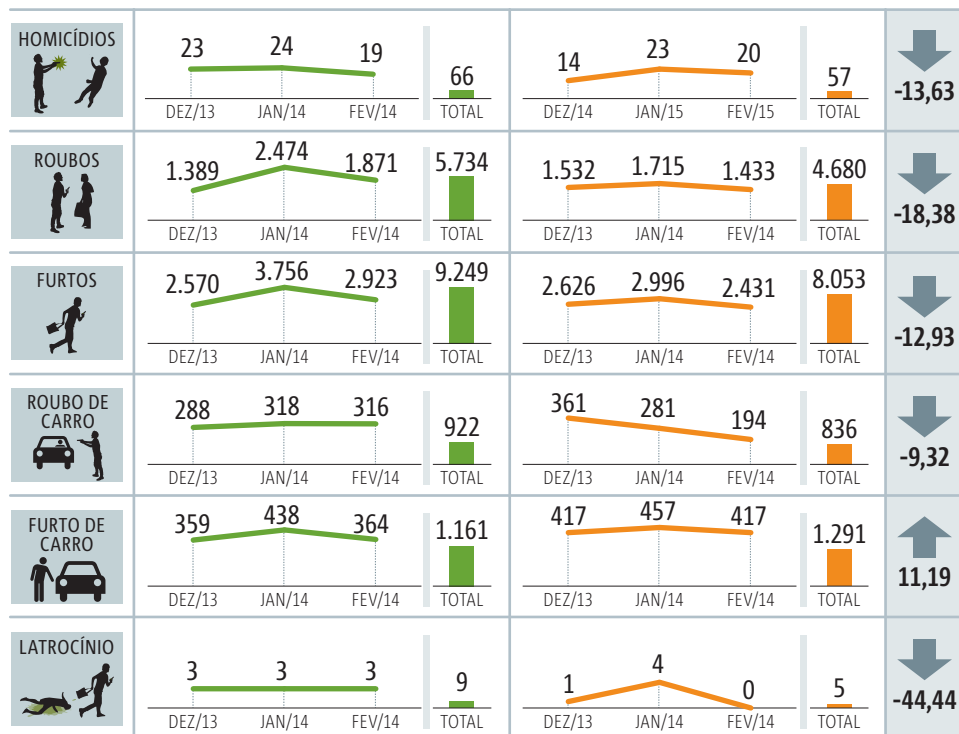 HOMICÍDIOS
23 24 19 66
DEZ/13 JAN/14 FEV/14 TOTAL
14 23 20 57
DEZ/14 JAN/15 FEV/15 TOTAL
-13,63
ROUBOS
1.389 2.474 1.871 5.734
DEZ/13 JAN/14 FEV/14 TOTAL
1.532 1.715 1.433 4.680
DEZ/13 JAN/14 FEV/14 TOTAL
-18,38
FURTOS
2.570 3.756 2.923 9.249
DEZ/13 JAN/14 FEV/14 TOTAL
2.626 2.996 2.431 8.053
DEZ/13 JAN/14 FEV/14 TOTAL
-12,93
ROUBO DE
CARRO
288 318 316 922
DEZ/13 JAN/14 FEV/14 TOTAL
361 281 194 836
DEZ/13 JAN/14 FEV/14 TOTAL
-9,32
FURTO DE
CARRO
359 438 364 1.161
DEZ/13 JAN/14 FEV/14 TOTAL
417 457 417 1.291
DEZ/13 JAN/14 FEV/14 TOTAL
11,19
LATROCÍNIO
3 3 3 9
DEZ/13 JAN/14 FEV/14 TOTAL
1 4 0 5
DEZ/13 JAN/14 FEV/14 TOTAL
-44,44